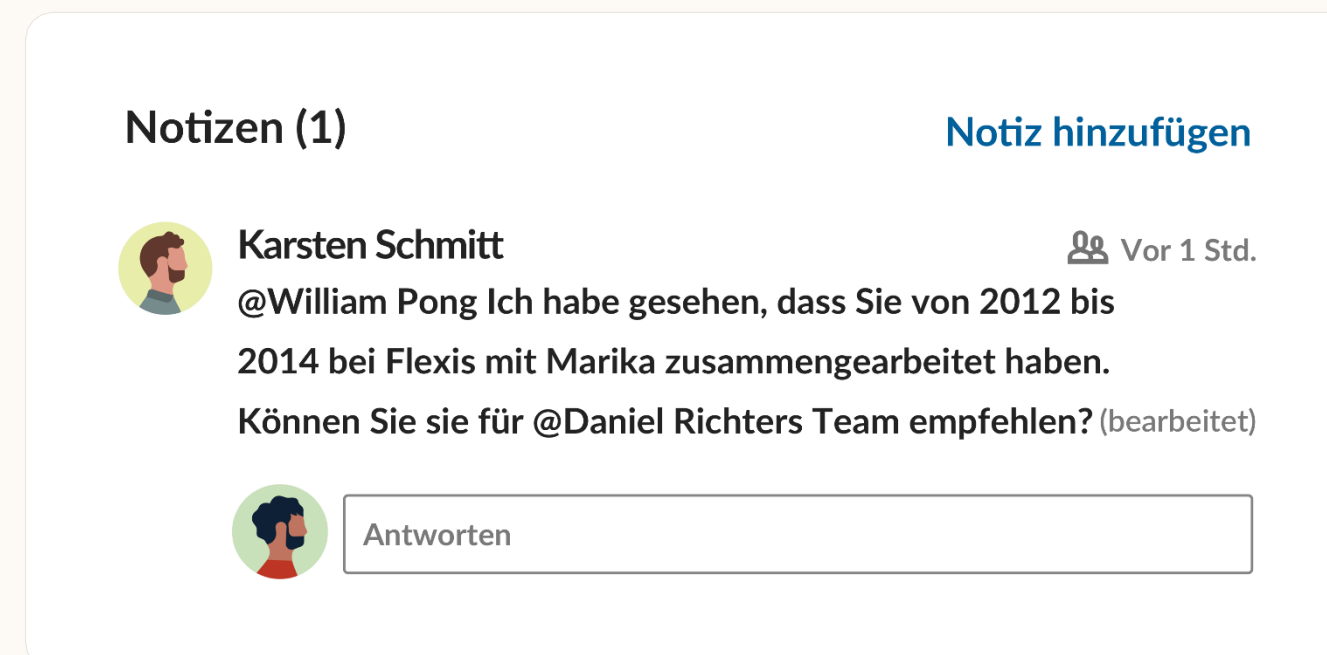 Notizen (1)
Notiz hinzufügen
Karsten Schmitt
Vor 1 Std.
@William Pong Ich habe gesehen, dass Sie von 2012 bis
2014 bei Flexis mit Marika zusammengearbeitet haben.
Können Sie sie für @Daniel Richters Team empfehlen? (bearbeitet)
Antworten